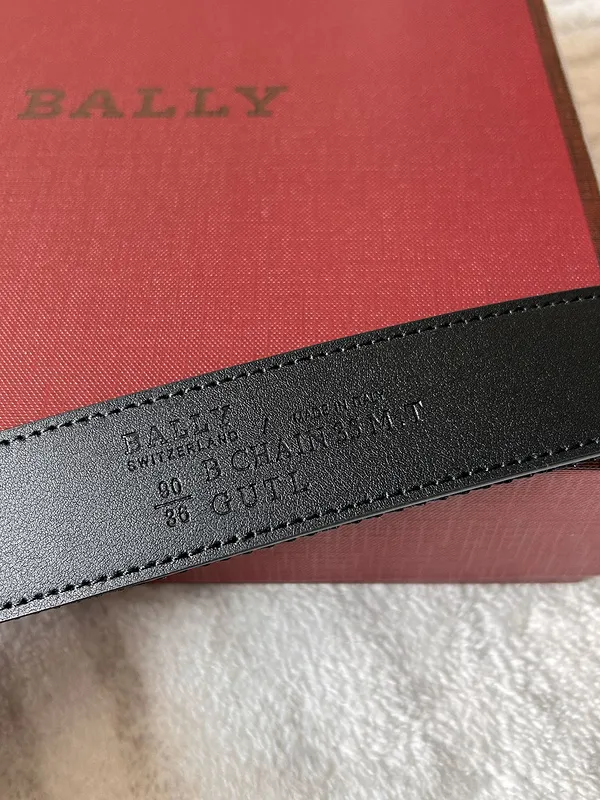 BALLY
BALLY / MADE IN ITALY
SWITZERLAND
90 B CHAIN 35 M.T
36 GUTL